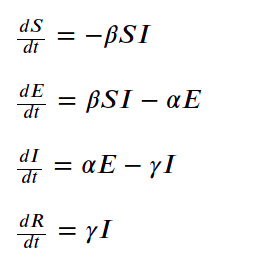 dS/dt = −βSI
dE/dt = βSI − αE
dI/dt = αE − γI
dR/dt = γI